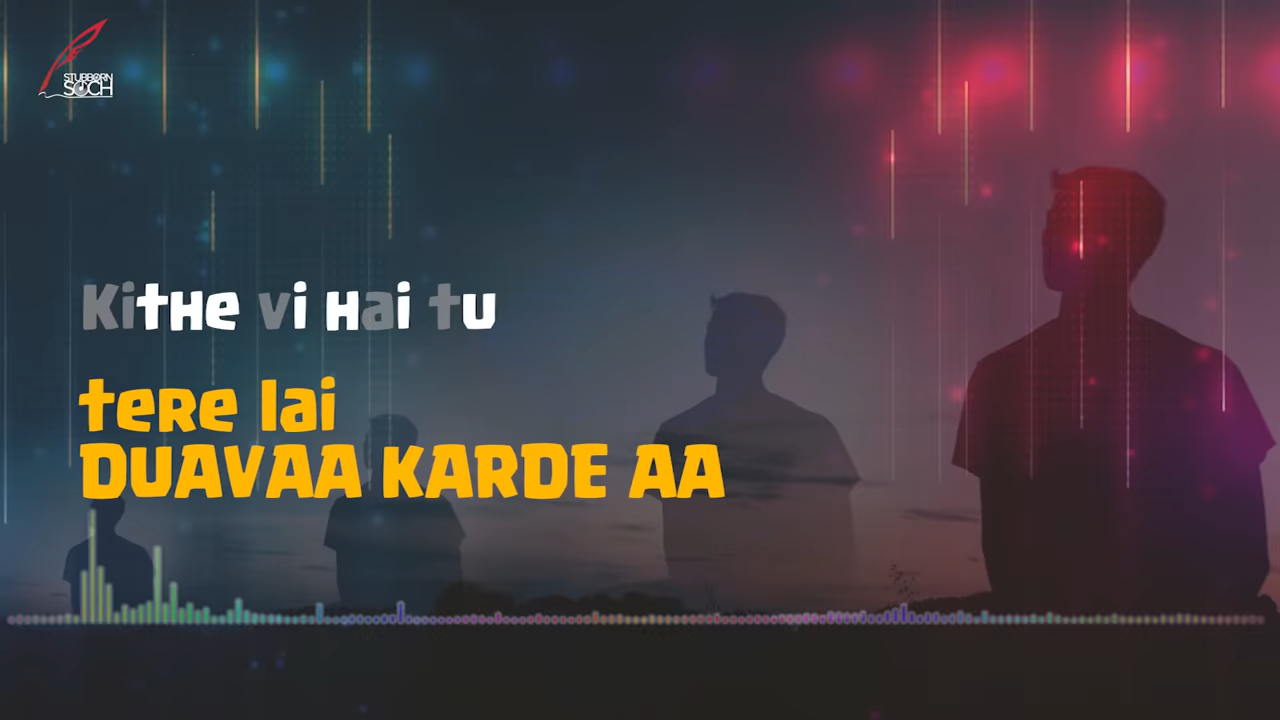 STUBBORN
SOCH
KiTHe vi Hai tu
teRe lai
DUAVAA KARDE AA